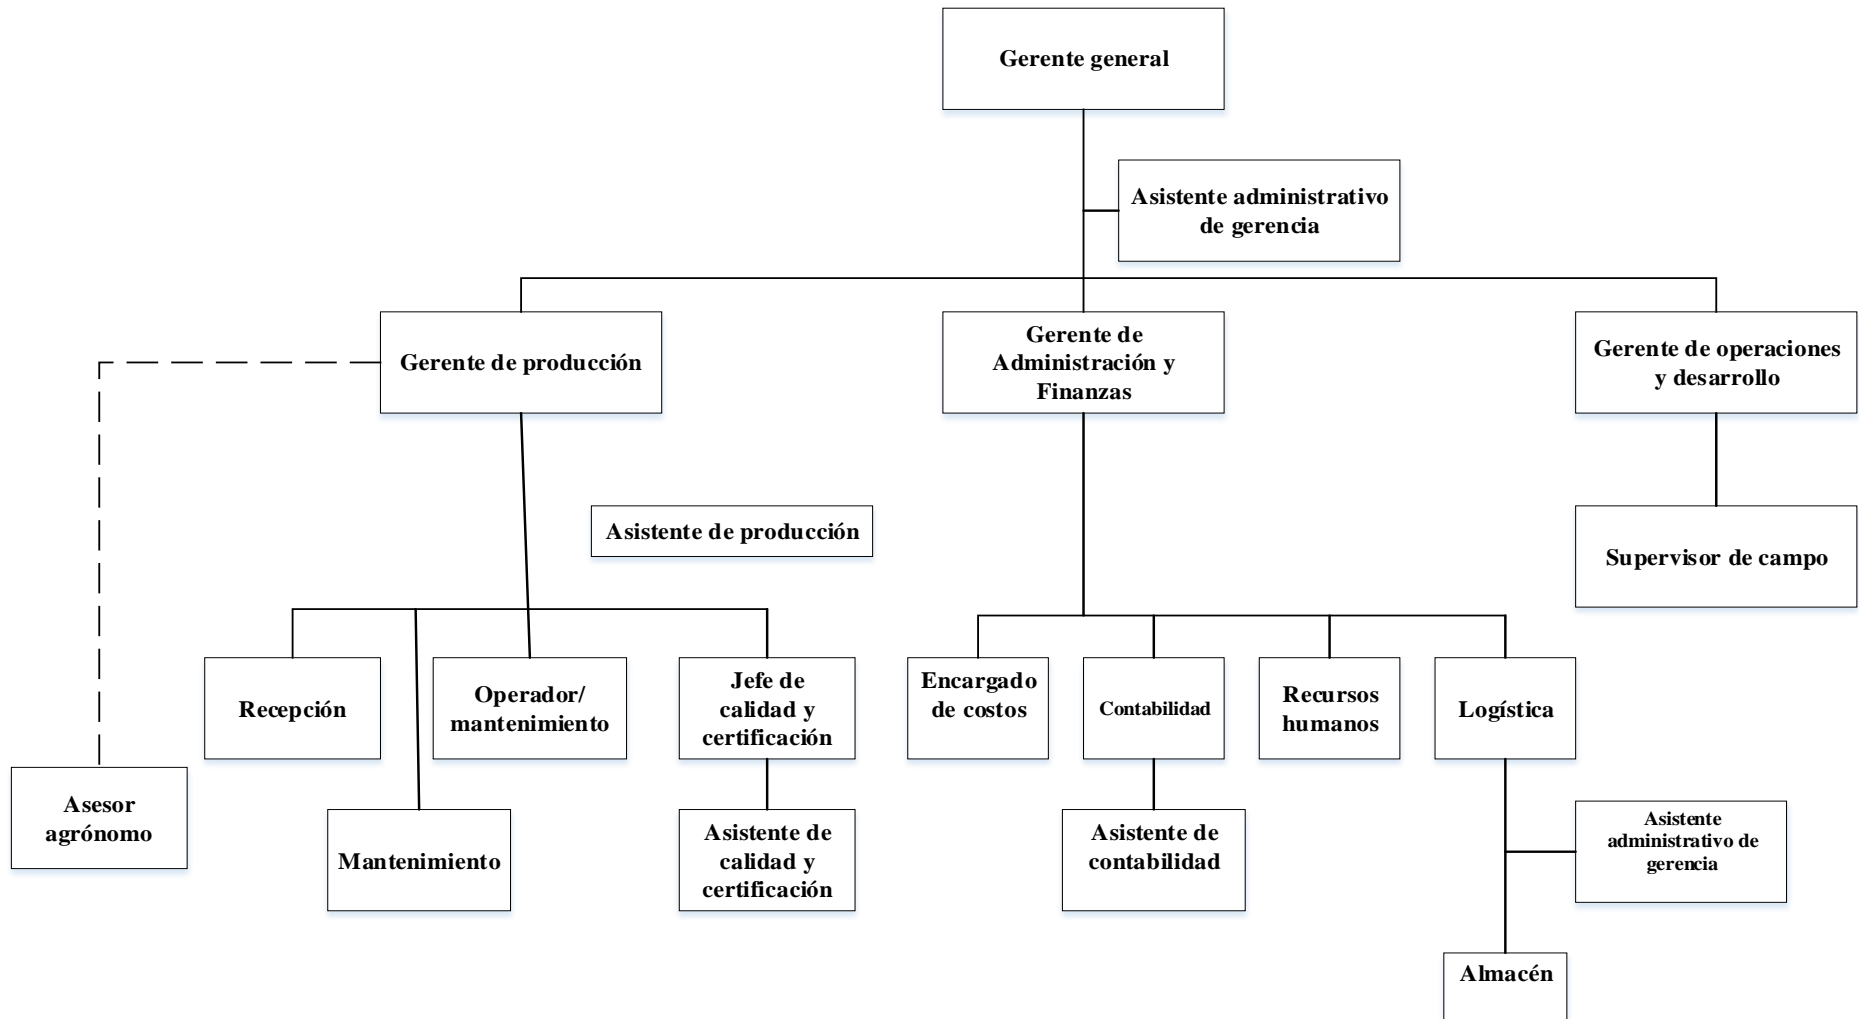 Gerente general
Asistente administrativo
de gerencia
Gerente de producción
Gerente de
Administración y
Finanzas
Gerente de operaciones
y desarrollo
Asistente de producción
Supervisor de campo
Recepción
Operador/
mantenimiento
Jefe de
calidad y
certificación
Encargado
de costos
Contabilidad
Recursos
humanos
Logística
Asesor
agrónomo
Mantenimiento
Asistente de
calidad y
certificación
Asistente de
contabilidad
Asistente
administrativo de
gerencia
Almacén